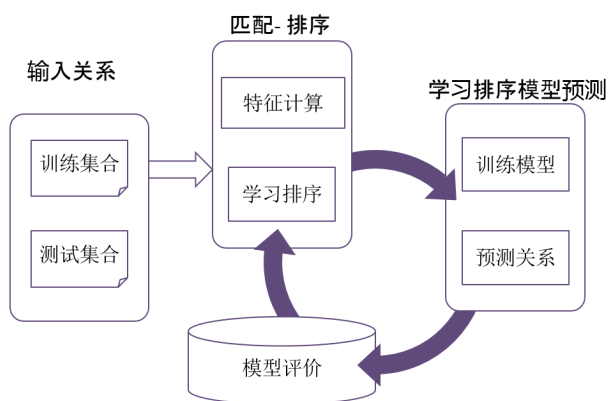 匹配- 排序
输入关系
学习排序模型预测
特征计算
训练集合
训练模型
学习排序
测试集合
预测关系
模型评价